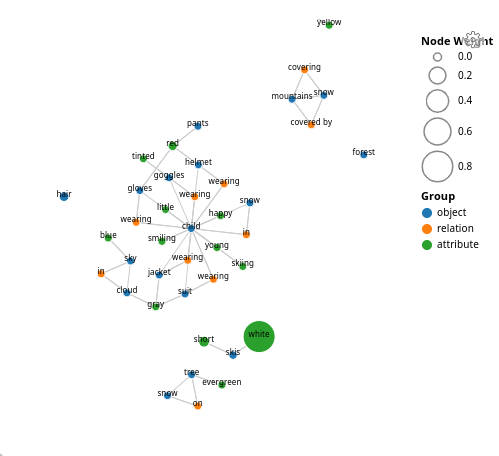 yellow
Node Weight
covering
0.0
0.2
mountains
snow
0.4
covered by
pants
0.6
red
forest
tinted
helmet
0.8
goggles
wearing
gloves
wearing
hair
Group
snow
little
happy
object
wearing
child
relation
blue
smiling
in
attribute
young
sky
wearing
skiing
in
jacket
wearing
cloud
suit
gray
white
short
skis
tree
evergreen
snow
on